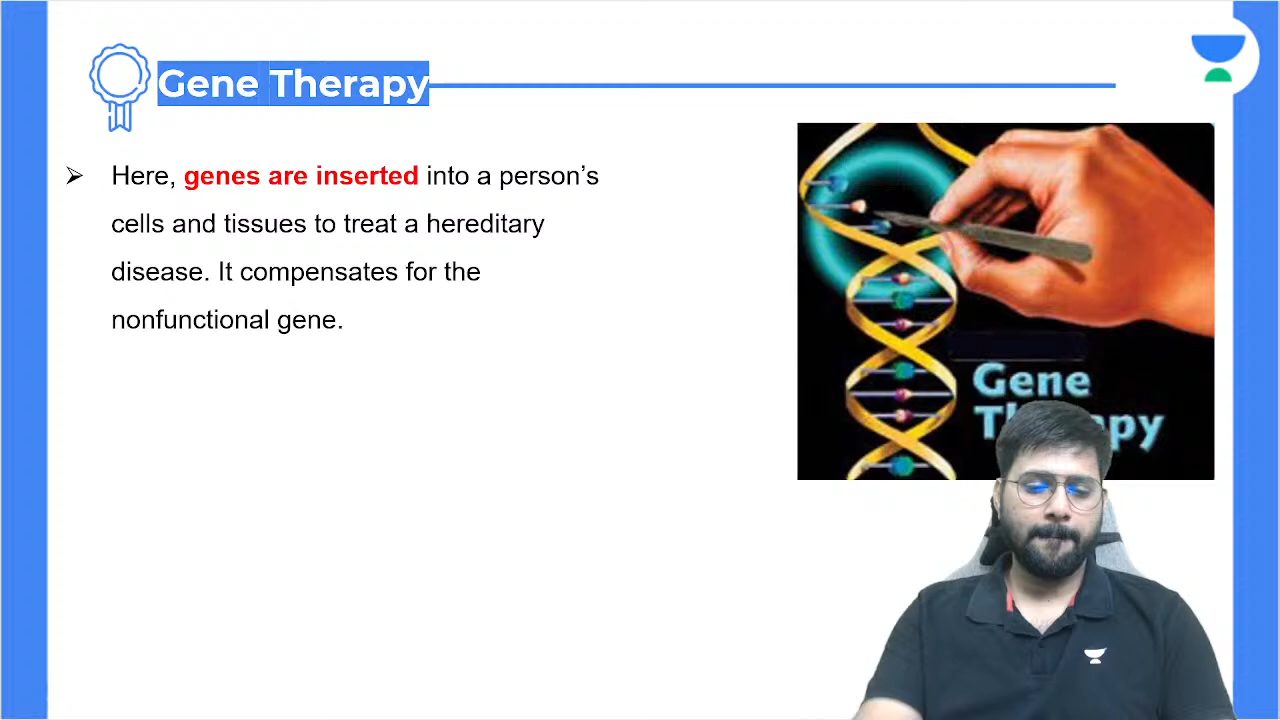 Gene Therapy
➢ Here, genes are inserted into a person’s
cells and tissues to treat a hereditary
disease. It compensates for the
nonfunctional gene.
Gene
Therapy